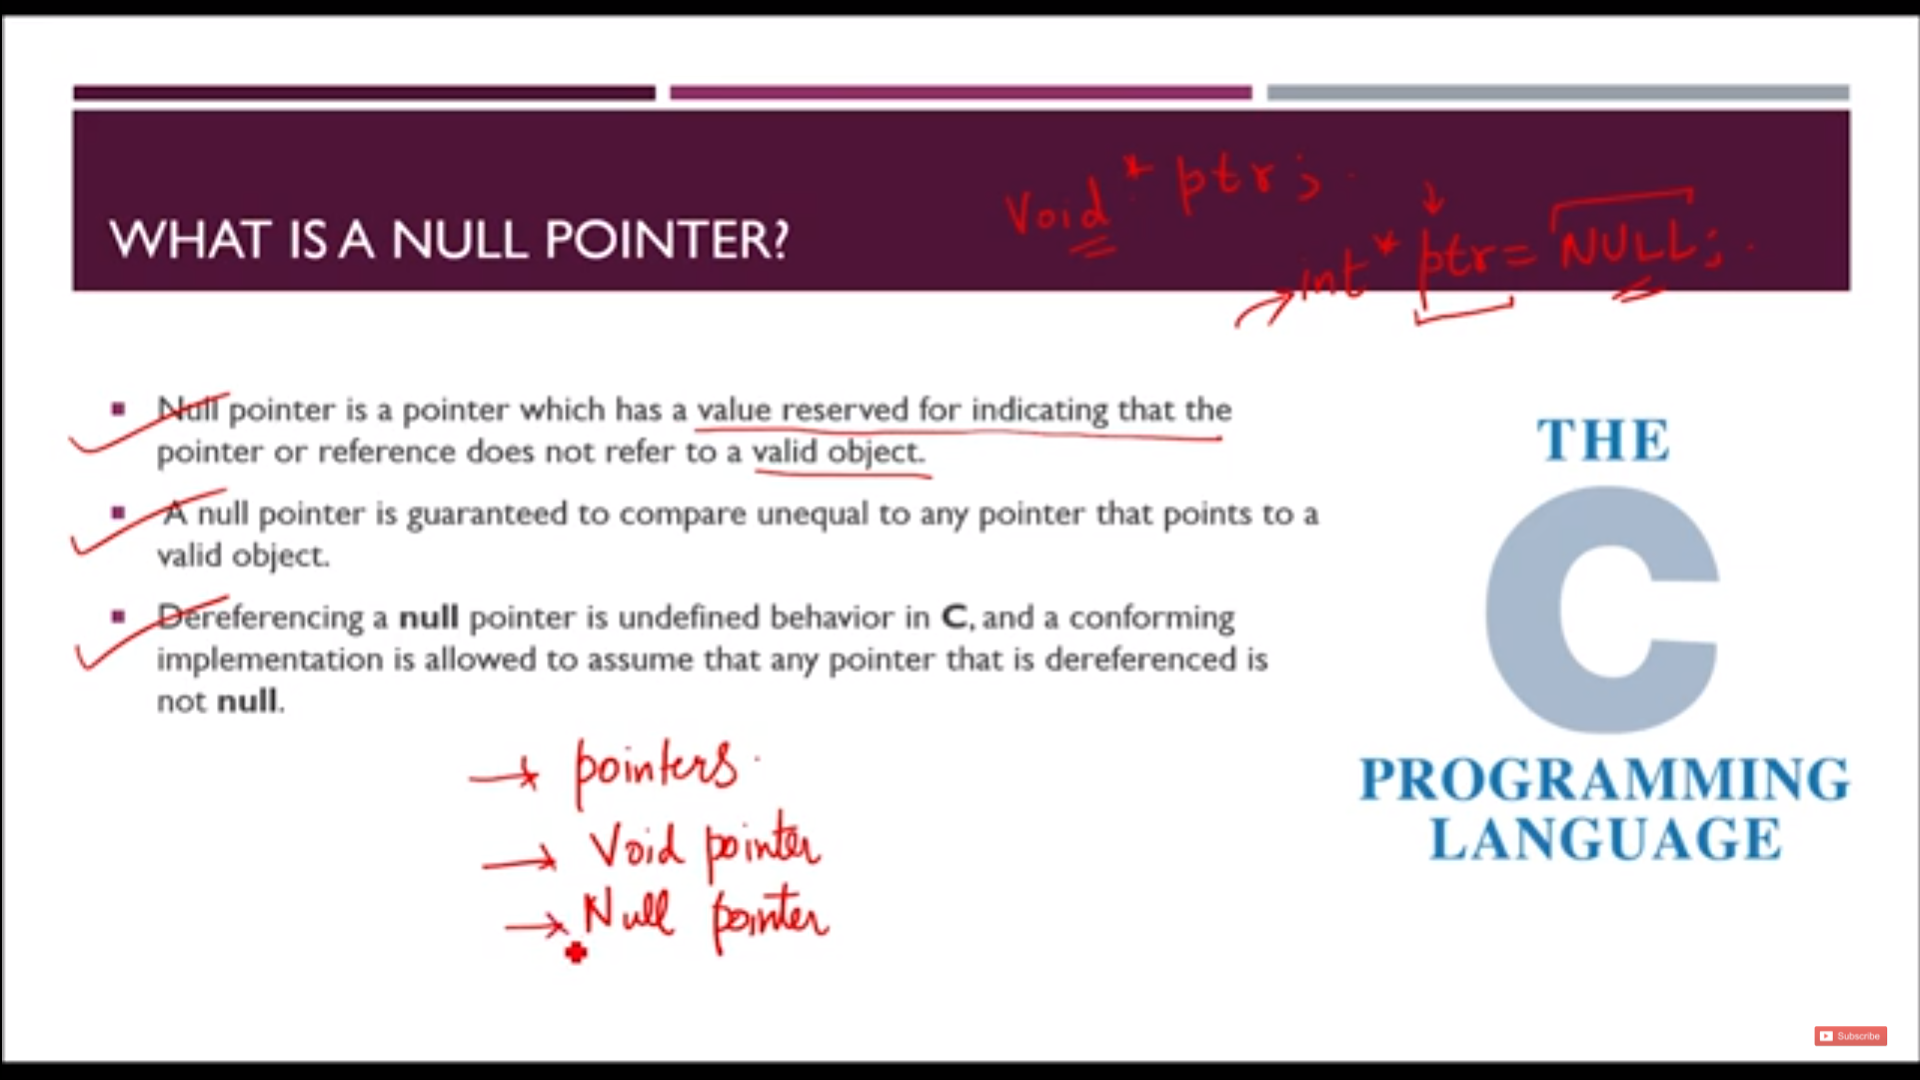 void * ptr;
WHAT IS A NULL POINTER?
int * ptr = NULL;
Null pointer is a pointer which has a value reserved for indicating that the
pointer or reference does not refer to a valid object.
A null pointer is guaranteed to compare unequal to any pointer that points to a
valid object.
Dereferencing a null pointer is undefined behavior in C, and a conforming
implementation is allowed to assume that any pointer that is dereferenced is
not null.
THE
C
PROGRAMMING
LANGUAGE
→ pointers
→ Void pointer
→ Null pointer
Subscribe